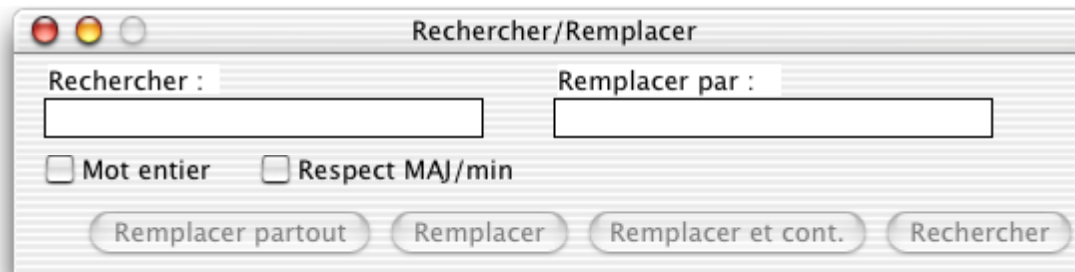 Rechercher/Remplacer
Rechercher : Remplacer par :
Mot entier Respect MAJ/min
Remplacer partout Remplacer Remplacer et cont. Rechercher